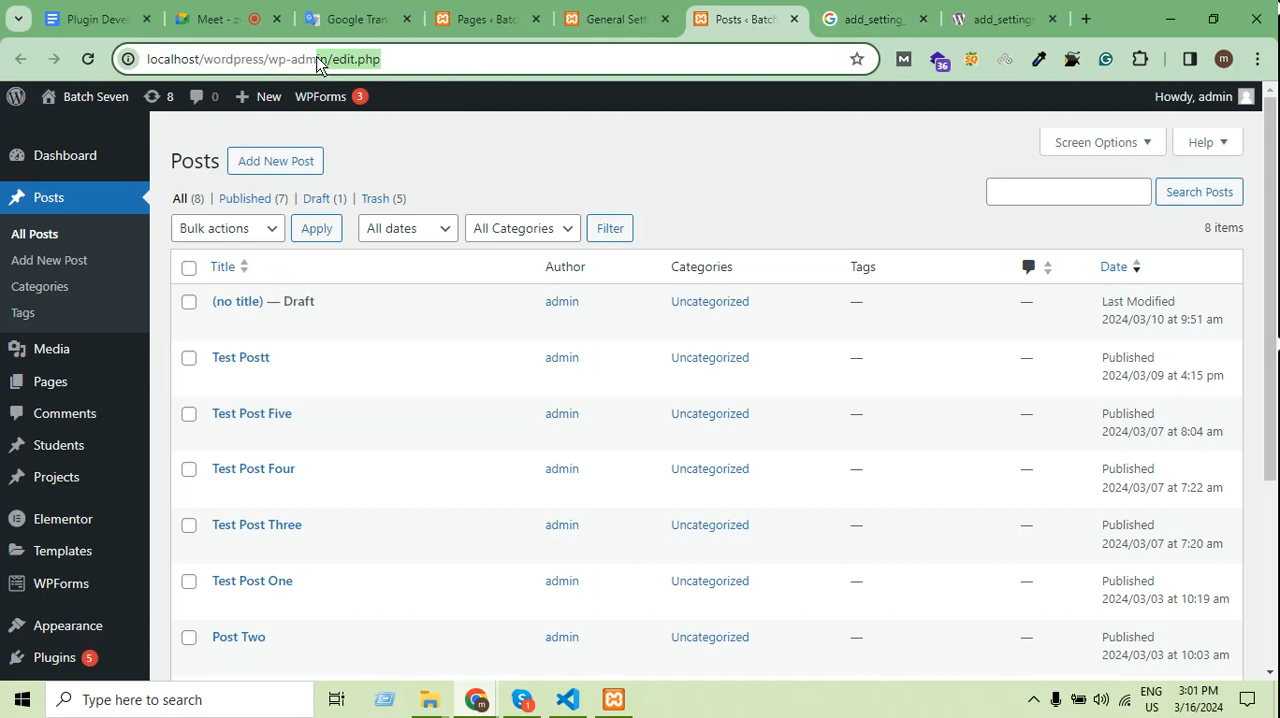 Plugin Devel
Meet - z
Google Tran
Pages ‹ Batc
General Sett
Posts ‹ Batch
add_setting_
add_settings
localhost/wordpress/wp-admin/edit.php
36
m
Batch Seven
8
0
New
WPForms 3
Howdy, admin
Dashboard
Posts
All Posts
Add New Post
Categories
Tags
Media
Pages
Comments
Students
Projects
Elementor
Templates
WPForms
Appearance
Plugins 5
Screen Options
Help
Posts
Add New Post
All (8) | Published (7) | Draft (1) | Trash (5)
Search Posts
Bulk actions
Apply
All dates
All Categories
Filter
8 items
Title Author Categories Tags Date
(no title) — Draft admin Uncategorized — — Last Modified
2024/03/10 at 9:51 am
Test Postt admin Uncategorized — — Published
2024/03/09 at 4:15 pm
Test Post Five admin Uncategorized — — Published
2024/03/07 at 8:04 am
Test Post Four admin Uncategorized — — Published
2024/03/07 at 7:22 am
Test Post Three admin Uncategorized — — Published
2024/03/07 at 7:20 am
Test Post One admin Uncategorized — — Published
2024/03/03 at 10:19 am
Post Two admin Uncategorized — — Published
2024/03/03 at 10:03 am
Type here to search
1
m
ENG
US
3:01 PM
3/16/2024